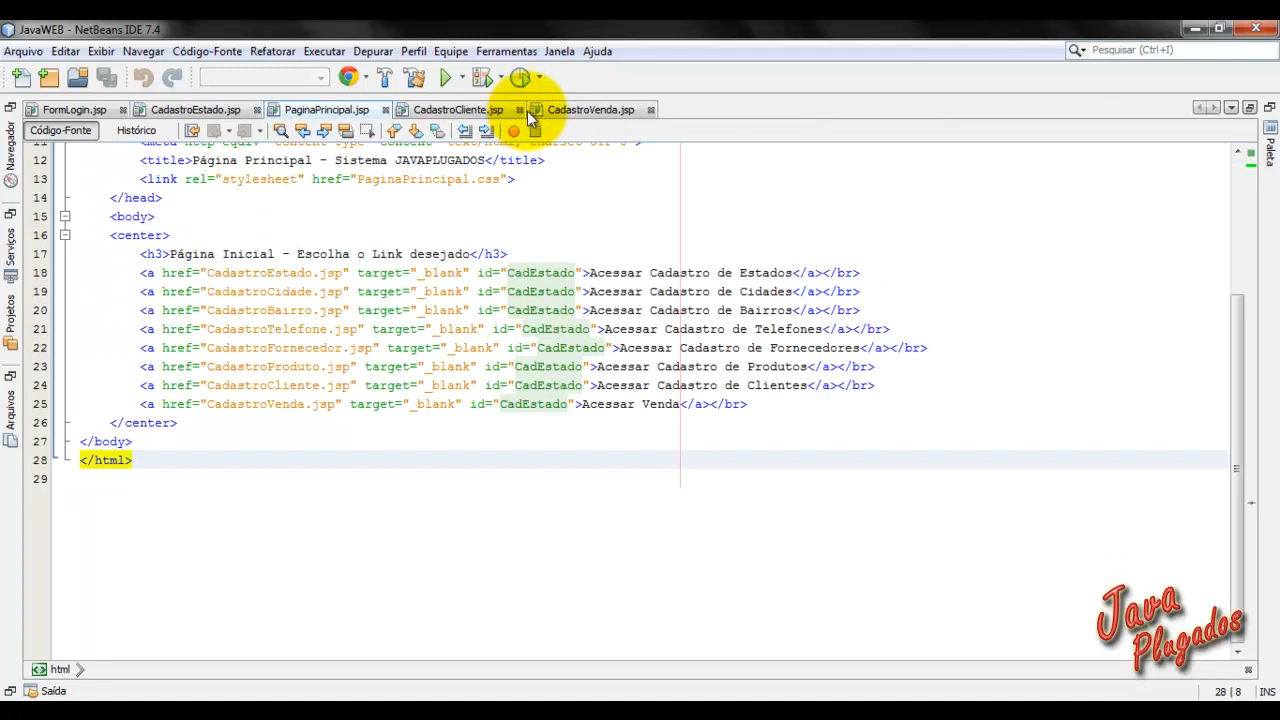 JavaWEB - NetBeans IDE 7.4
Arquivo Editar Exibir Navegar Código-Fonte Refatorar Executar Depurar Perfil Equipe Ferramentas Janela Ajuda
Pesquisar (Ctrl+I)
FormLogin.jsp CadastroEstado.jsp PaginaPrincipal.jsp CadastroCliente.jsp CadastroVenda.jsp
Código-Fonte Histórico
12 <title>Página Principal - Sistema JAVAPLUGADOS</title>
13 <link rel="stylesheet" href="PaginaPrincipal.css">
14 </head>
15 <body>
16 <center>
17 <h3>Página Inicial - Escolha o Link desejado</h3>
18 <a href="CadastroEstado.jsp" target="_blank" id="CadEstado">Acessar Cadastro de Estados</a></br>
19 <a href="CadastroCidade.jsp" target="_blank" id="CadEstado">Acessar Cadastro de Cidades</a></br>
20 <a href="CadastroBairro.jsp" target="_blank" id="CadEstado">Acessar Cadastro de Bairros</a></br>
21 <a href="CadastroTelefone.jsp" target="_blank" id="CadEstado">Acessar Cadastro de Telefones</a></br>
22 <a href="CadastroFornecedor.jsp" target="_blank" id="CadEstado">Acessar Cadastro de Fornecedores</a></br>
23 <a href="CadastroProduto.jsp" target="_blank" id="CadEstado">Acessar Cadastro de Produtos</a></br>
24 <a href="CadastroCliente.jsp" target="_blank" id="CadEstado">Acessar Cadastro de Clientes</a></br>
25 <a href="CadastroVenda.jsp" target="_blank" id="CadEstado">Acessar Venda</a></br>
26 </center>
27 </body>
28 </html>
29
Navegador
Serviços
Projetos
Arquivos
Paleta
Java
Plugados
html
Saída
28 | 8 INS